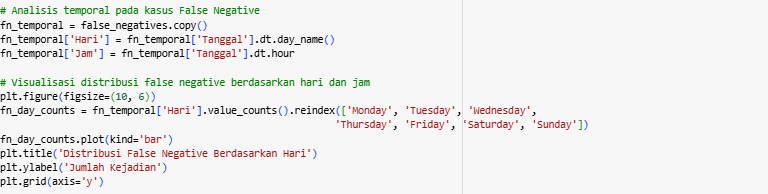 # Analisis temporal pada kasus False Negative
fn_temporal = false_negatives.copy()
fn_temporal['Hari'] = fn_temporal['Tanggal'].dt.day_name()
fn_temporal['Jam'] = fn_temporal['Tanggal'].dt.hour

# Visualisasi distribusi false negative berdasarkan hari dan jam
plt.figure(figsize=(10, 6))
fn_day_counts = fn_temporal['Hari'].value_counts().reindex(['Monday', 'Tuesday', 'Wednesday',
                                                            'Thursday', 'Friday', 'Saturday', 'Sunday'])
fn_day_counts.plot(kind='bar')
plt.title('Distribusi False Negative Berdasarkan Hari')
plt.ylabel('Jumlah Kejadian')
plt.grid(axis='y')